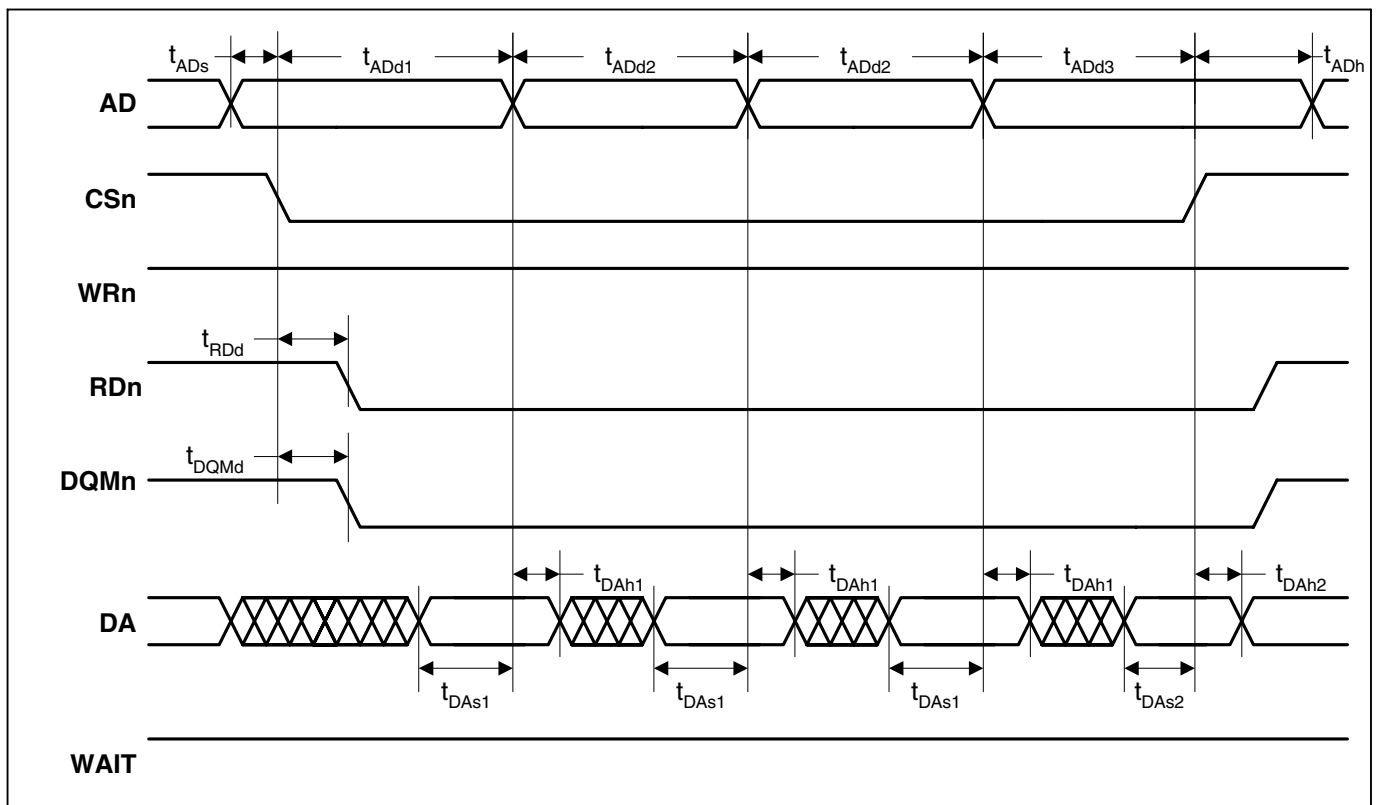 tADs tADd1 tADd2 tADd2 tADd3 tADh
AD
CSn
WRn
tRDd
RDn
tDQMd
DQMn
tDAh1 tDAh1 tDAh1 tDAh2
DA
tDAs1 tDAs1 tDAs1 tDAs2
WAIT